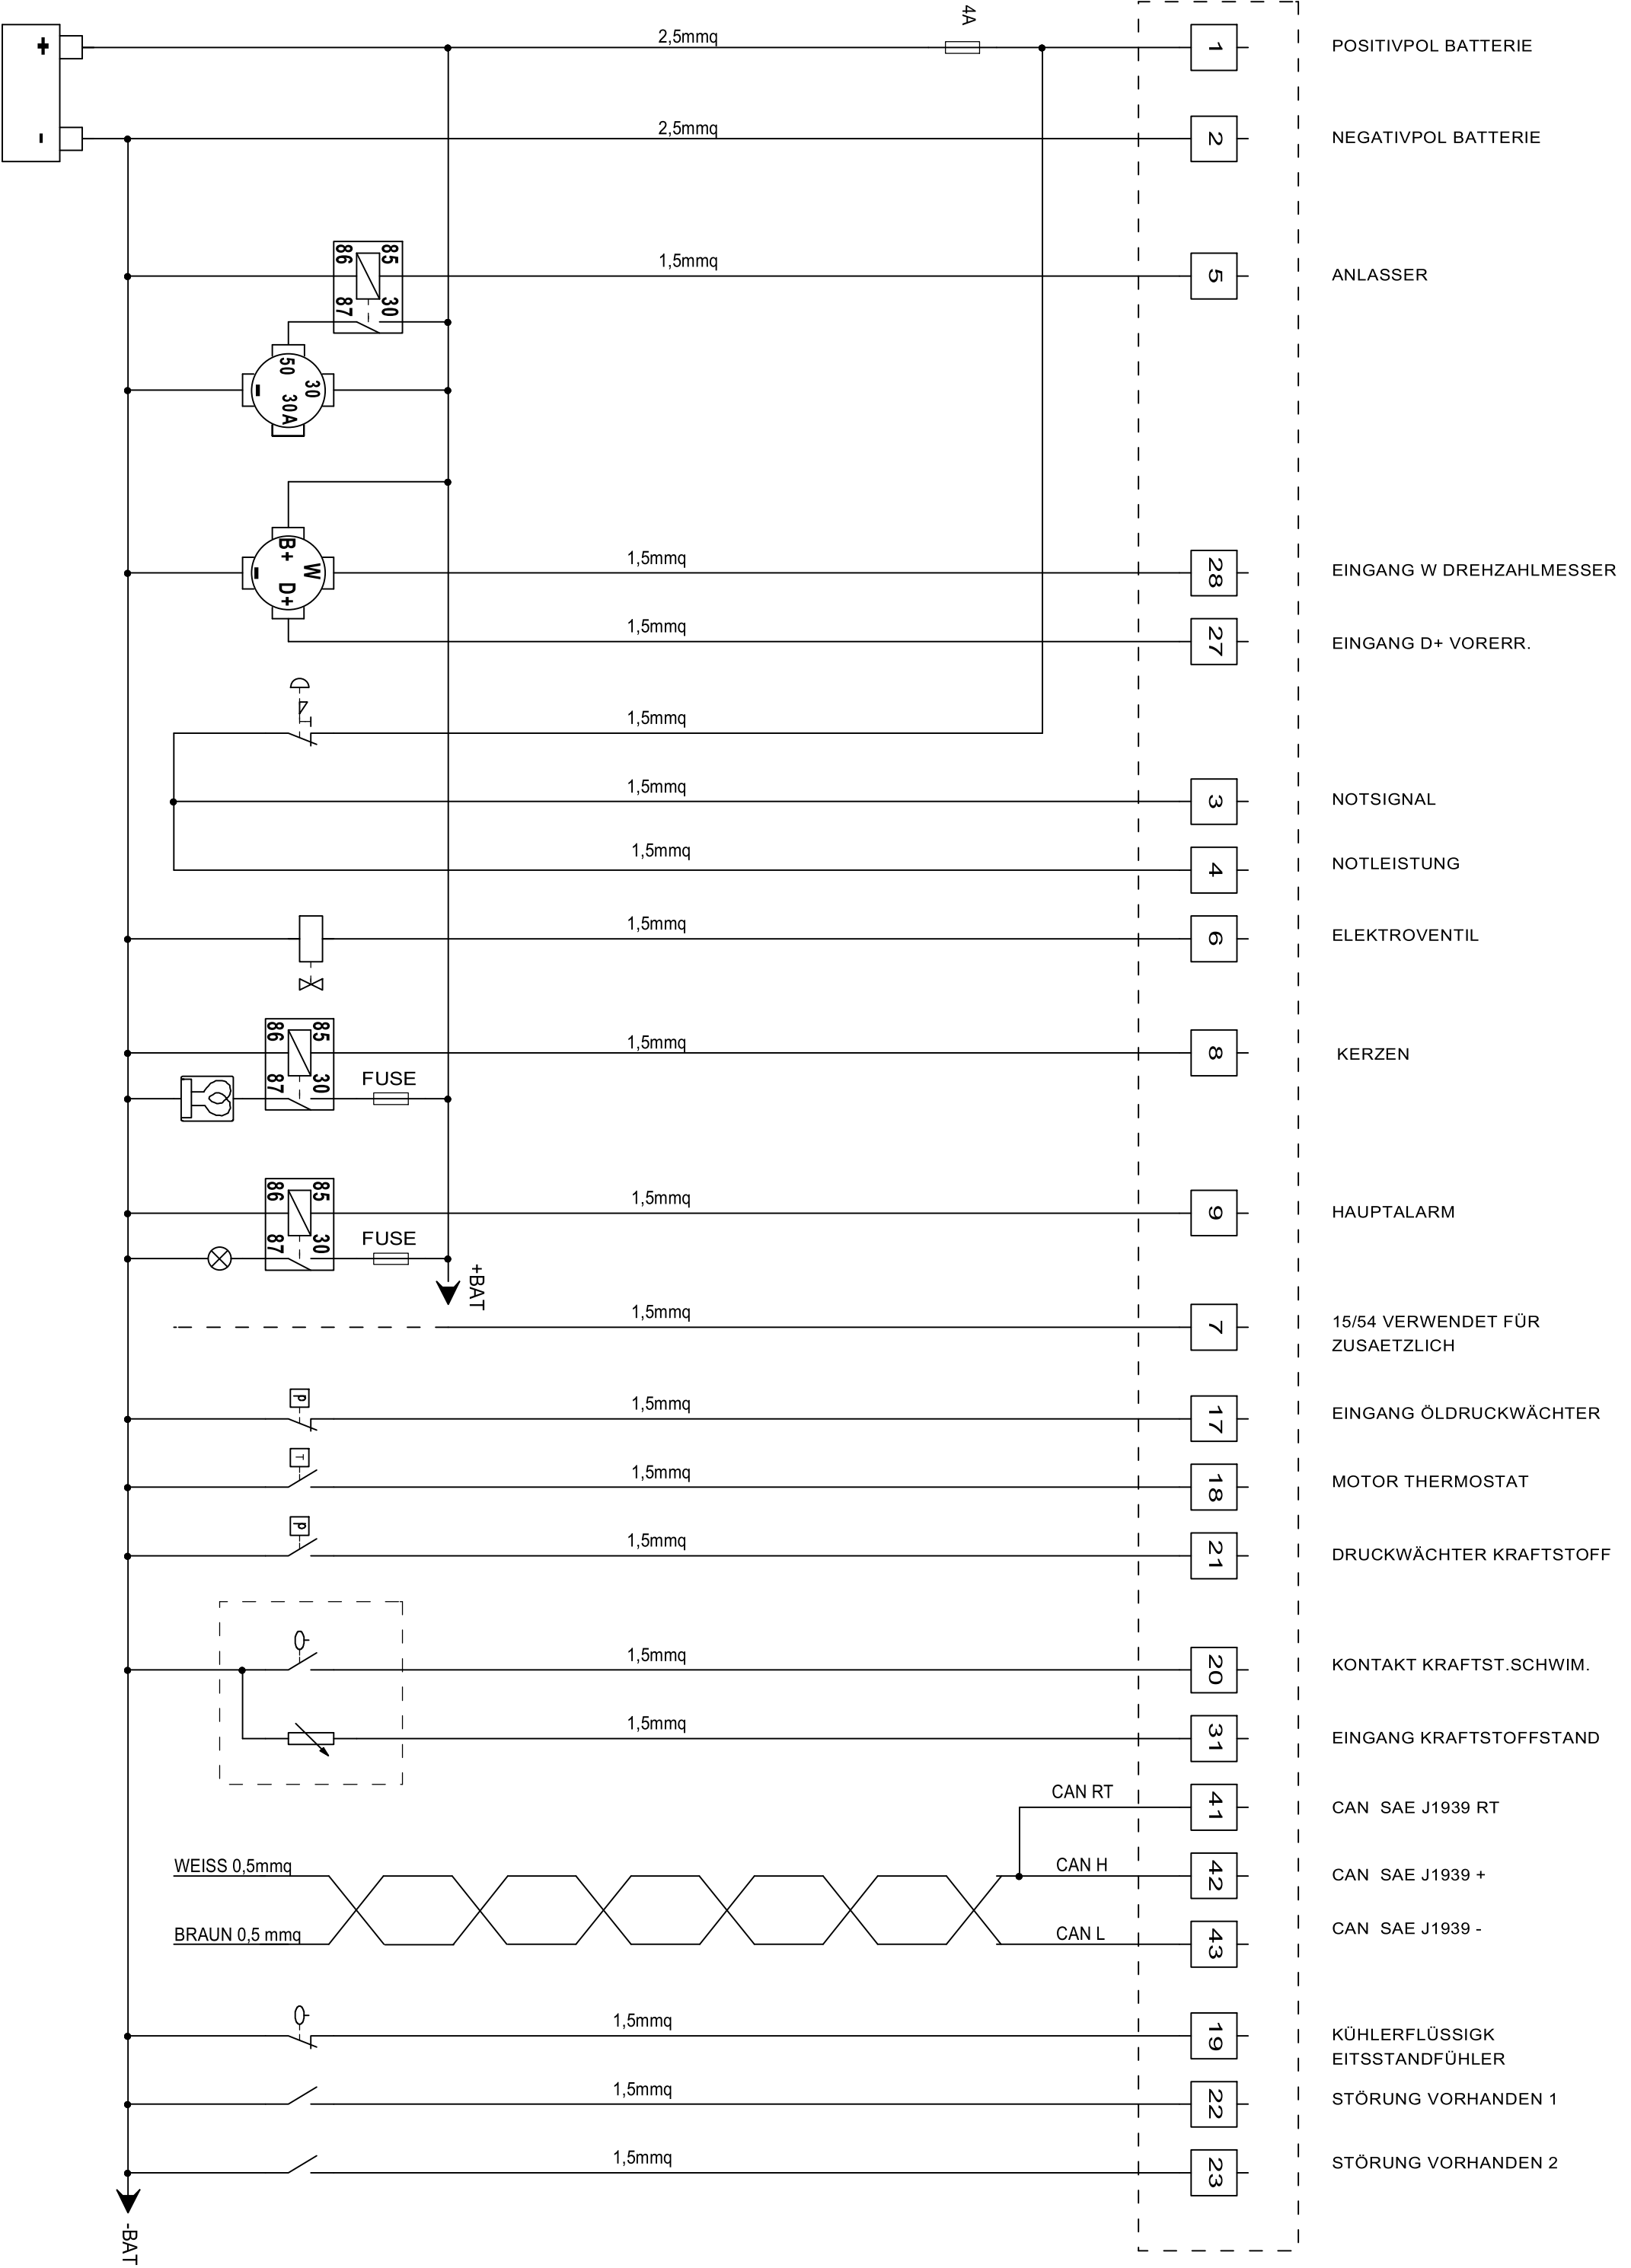 4A
+ 2,5mmq 1 POSITIVPOL BATTERIE
- 2,5mmq 2 NEGATIVPOL BATTERIE
86 85
1,5mmq 5 ANLASSER
87 30
50
30
-
30A
B+
W
-
D+
1,5mmq 28 EINGANG W DREHZAHLMESSER
1,5mmq 27 EINGANG D+ VORERR.
1,5mmq
1,5mmq 3 NOTSIGNAL
1,5mmq 4 NOTLEISTUNG
1,5mmq 6 ELEKTROVENTIL
86 85
1,5mmq 8 KERZEN
87 30 FUSE
86 85
1,5mmq 9 HAUPTALARM
87 30 FUSE
+BAT
1,5mmq 7 15/54 VERWENDET FÜR
ZUSAETZLICH
P
1,5mmq 17 EINGANG ÖLDRUCKWÄCHTER
T
1,5mmq 18 MOTOR THERMOSTAT
P
1,5mmq 21 DRUCKWÄCHTER KRAFTSTOFF
1,5mmq 20 KONTAKT KRAFTST.SCHWIM.
1,5mmq 31 EINGANG KRAFTSTOFFSTAND
CAN RT 41 CAN SAE J1939 RT
WEISS 0,5mmq CAN H 42 CAN SAE J1939 +
BRAUN 0,5 mmq CAN L 43 CAN SAE J1939 -
1,5mmq 19 KÜHLERFLÜSSIGK
EITSSTANDFÜHLER
1,5mmq 22 STÖRUNG VORHANDEN 1
1,5mmq 23 STÖRUNG VORHANDEN 2
-BAT